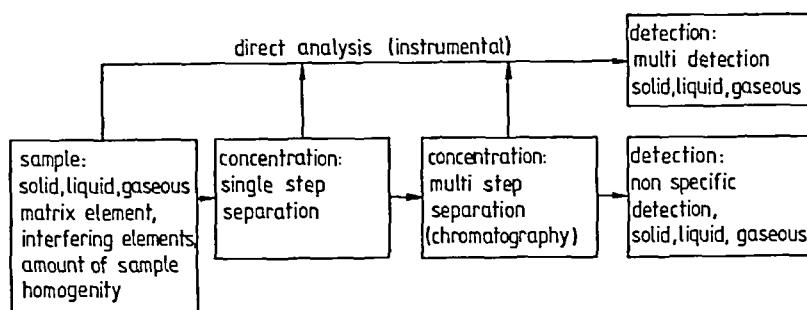 direct analysis (instrumental)
detection:
multi detection
solid,liquid,gaseous
sample:
solid,liquid,gaseous
matrix element,
interfering elements,
amount of sample
homogenity
concentration:
single step
separation
concentration:
multi step
separation
(chromatography)
detection:
non specific
detection,
solid,liquid, gaseous